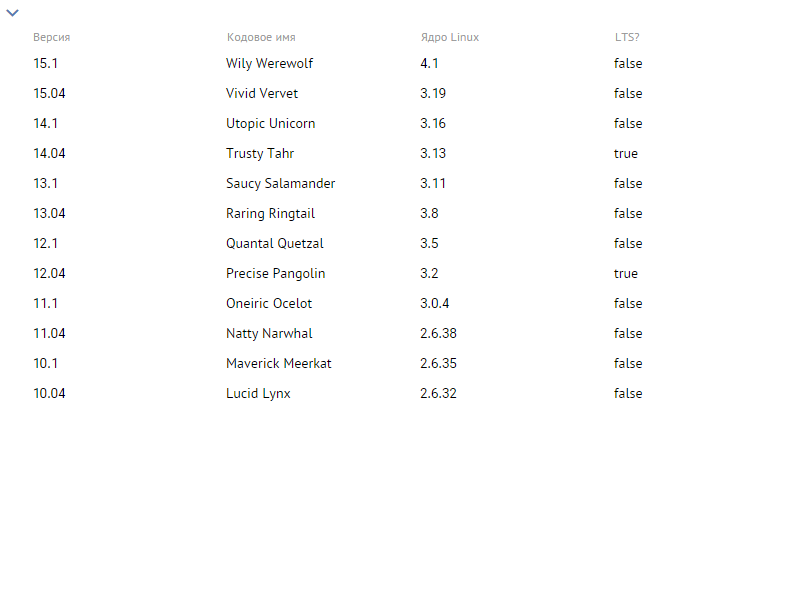 Версия Кодовое имя Ядро Linux LTS?
15.1 Wily Werewolf 4.1 false
15.04 Vivid Vervet 3.19 false
14.1 Utopic Unicorn 3.16 false
14.04 Trusty Tahr 3.13 true
13.1 Saucy Salamander 3.11 false
13.04 Raring Ringtail 3.8 false
12.1 Quantal Quetzal 3.5 false
12.04 Precise Pangolin 3.2 true
11.1 Oneiric Ocelot 3.0.4 false
11.04 Natty Narwhal 2.6.38 false
10.1 Maverick Meerkat 2.6.35 false
10.04 Lucid Lynx 2.6.32 false